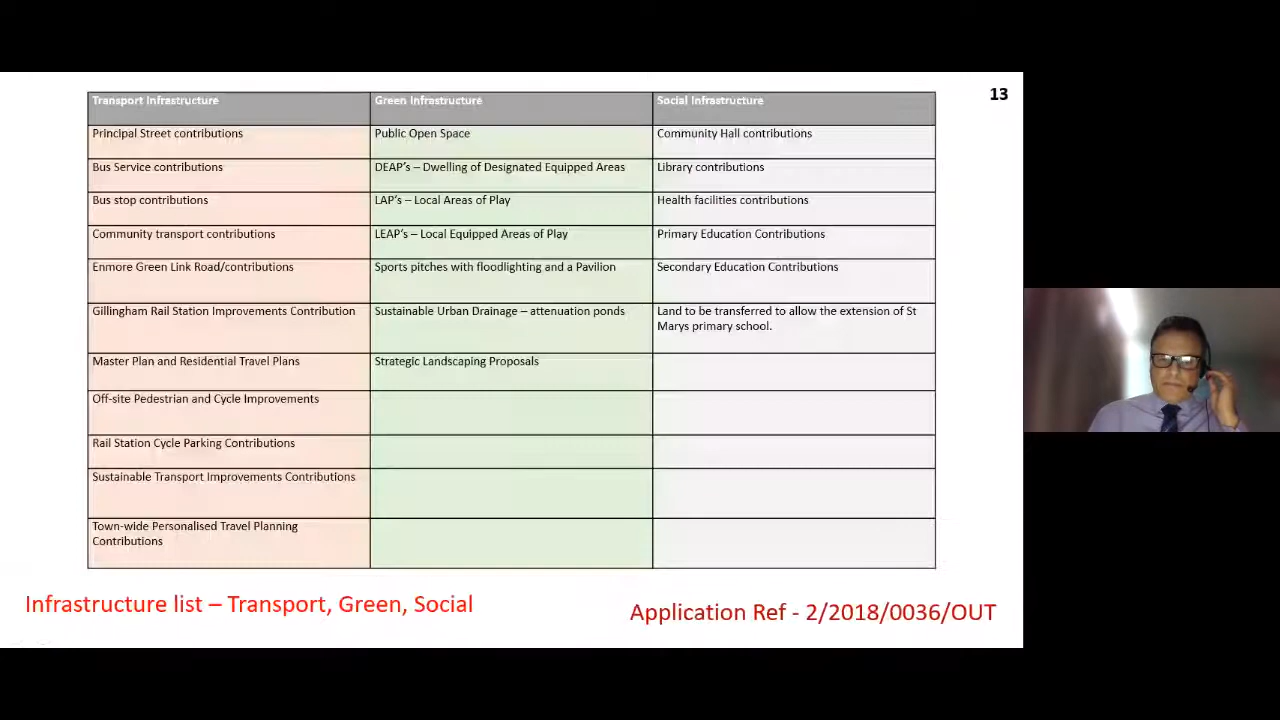 13
Transport Infrastructure Green Infrastructure Social Infrastructure
Principal Street contributions Public Open Space Community Hall contributions
Bus Service contributions DEAP's – Dwelling of Designated Equipped Areas Library contributions
Bus stop contributions LAP's – Local Areas of Play Health facilities contributions
Community transport contributions LEAP's – Local Equipped Areas of Play Primary Education Contributions
Enmore Green Link Road/contributions Sports pitches with floodlighting and a Pavilion Secondary Education Contributions
Gillingham Rail Station Improvements Contribution Sustainable Urban Drainage – attenuation ponds Land to be transferred to allow the extension of St
Marys primary school.
Master Plan and Residential Travel Plans Strategic Landscaping Proposals
Off-site Pedestrian and Cycle Improvements
Rail Station Cycle Parking Contributions
Sustainable Transport Improvements Contributions
Town-wide Personalised Travel Planning
Contributions
Infrastructure list – Transport, Green, Social
Application Ref - 2/2018/0036/OUT